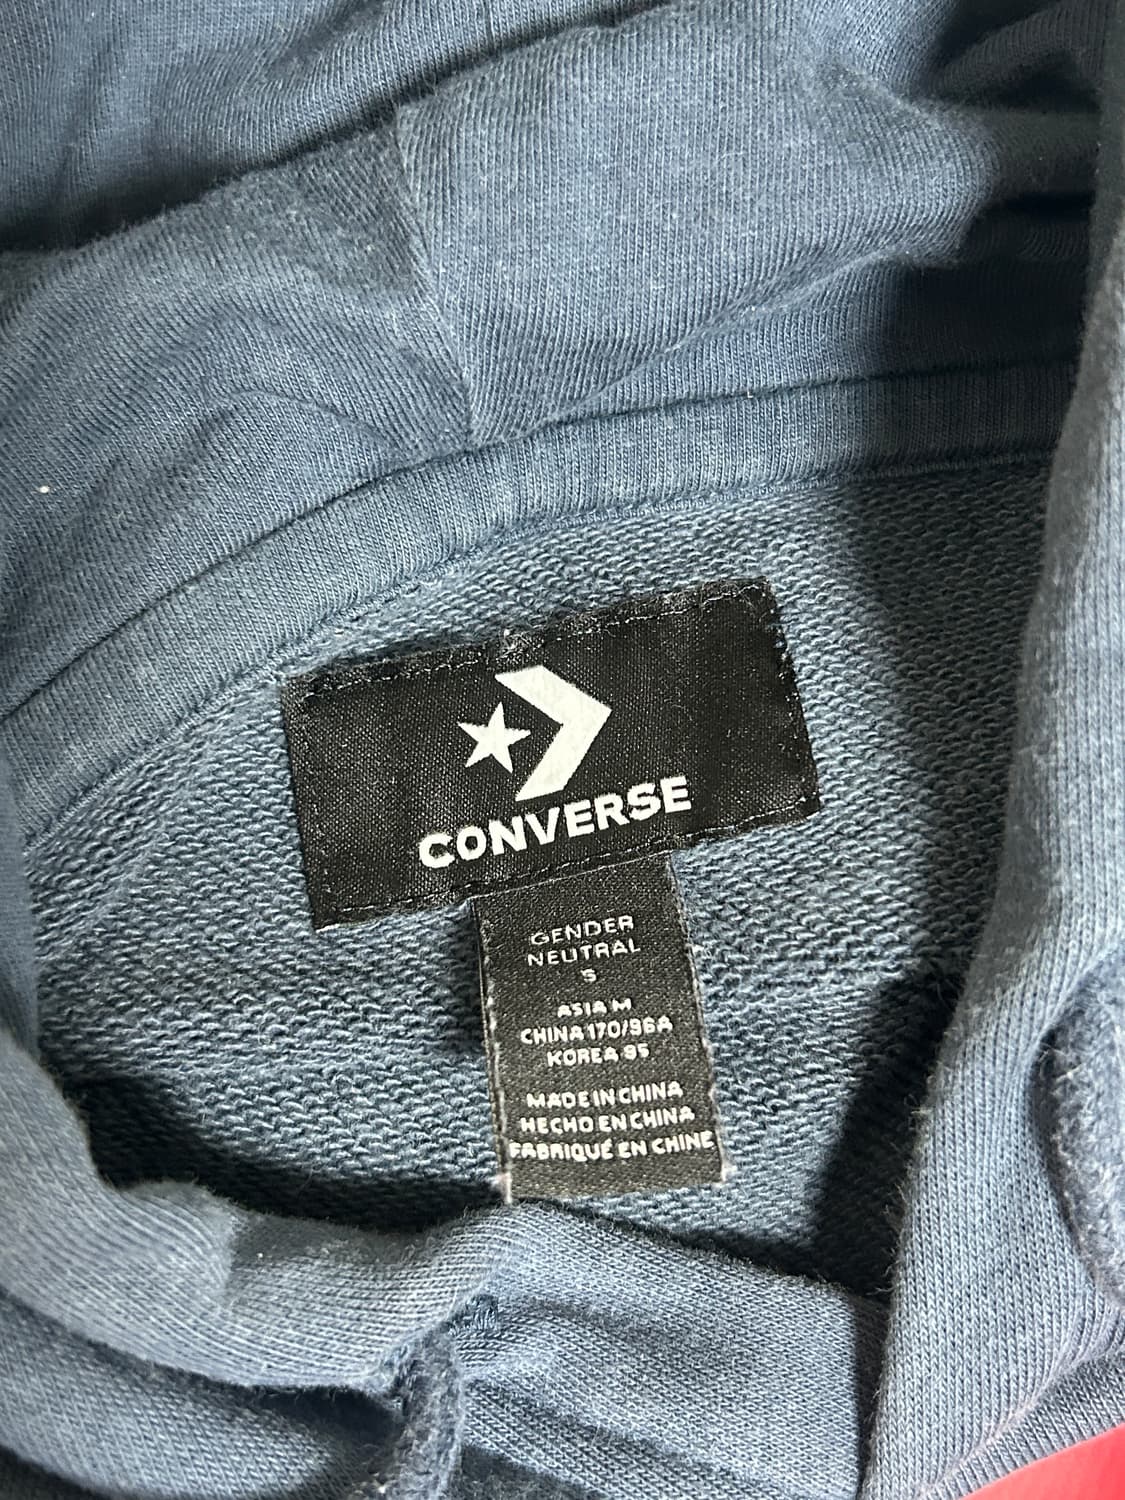 CONVERSE
GENDER
NEUTRAL
S
ASIA M
CHINA 170/96A
KOREA 95
MADE IN CHINA
HECHO EN CHINA
FABRIQUÉ EN CHINE